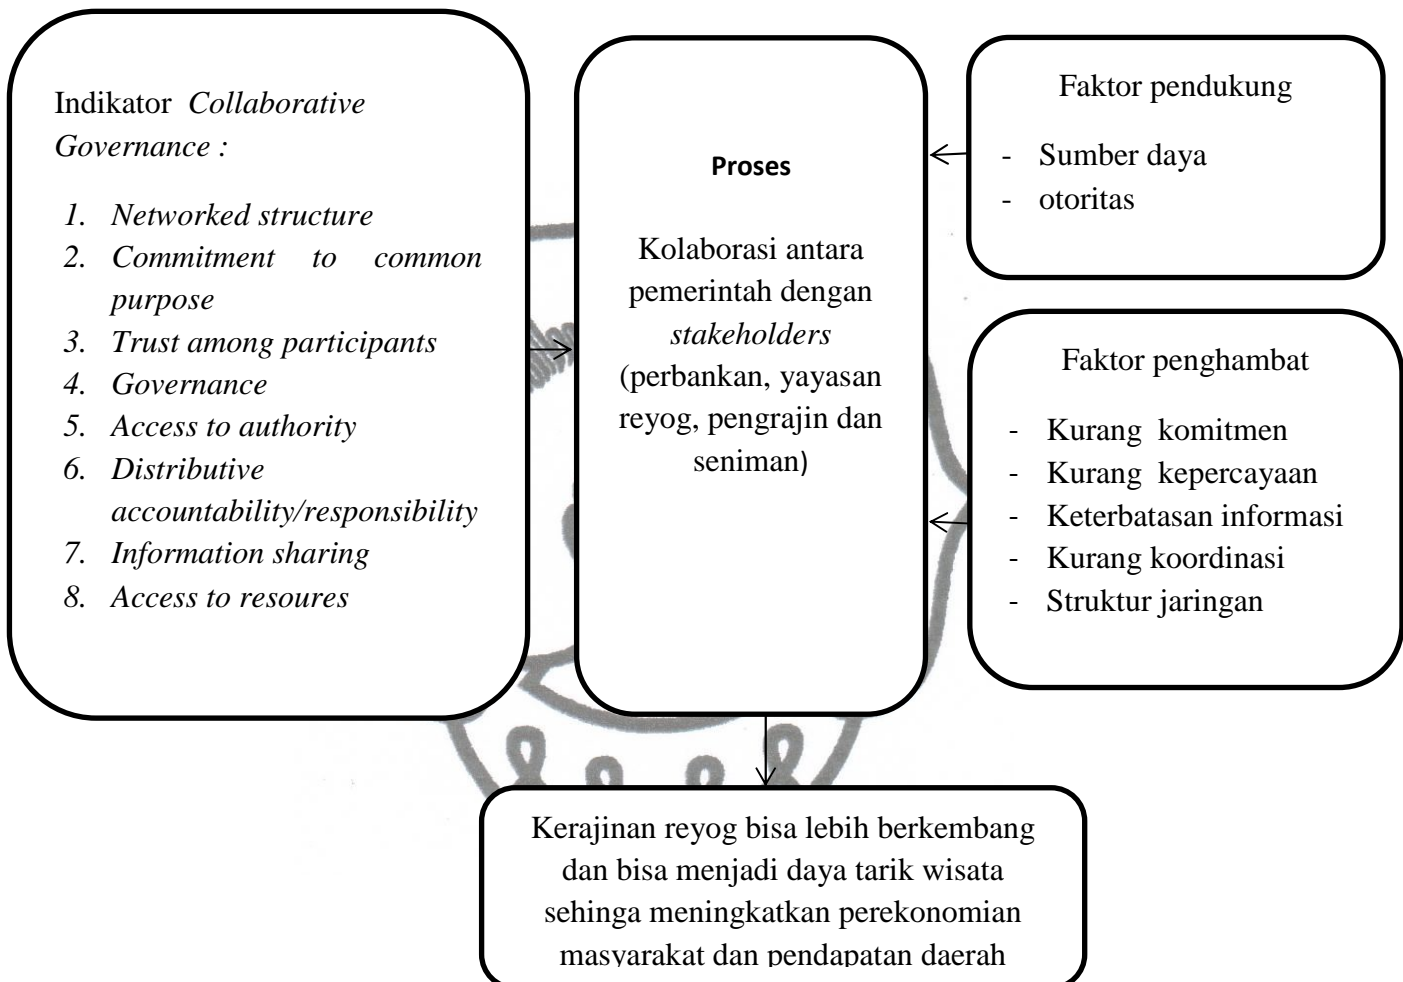 Indikator Collaborative
Governance :
1. Networked structure
2. Commitment to common
purpose
3. Trust among participants
4. Governance
5. Access to authority
6. Distributive
accountability/responsibility
7. Information sharing
8. Access to resoures
Proses
Kolaborasi antara
pemerintah dengan
stakeholders
(perbankan, yayasan
reyog, pengrajin dan
seniman)
Faktor pendukung
- Sumber daya
- otoritas
Faktor penghambat
- Kurang komitmen
- Kurang kepercayaan
- Keterbatasan informasi
- Kurang koordinasi
- Struktur jaringan
Kerajinan reyog bisa lebih berkembang
dan bisa menjadi daya tarik wisata
sehinga meningkatkan perekonomian
masyarakat dan pendapatan daerah